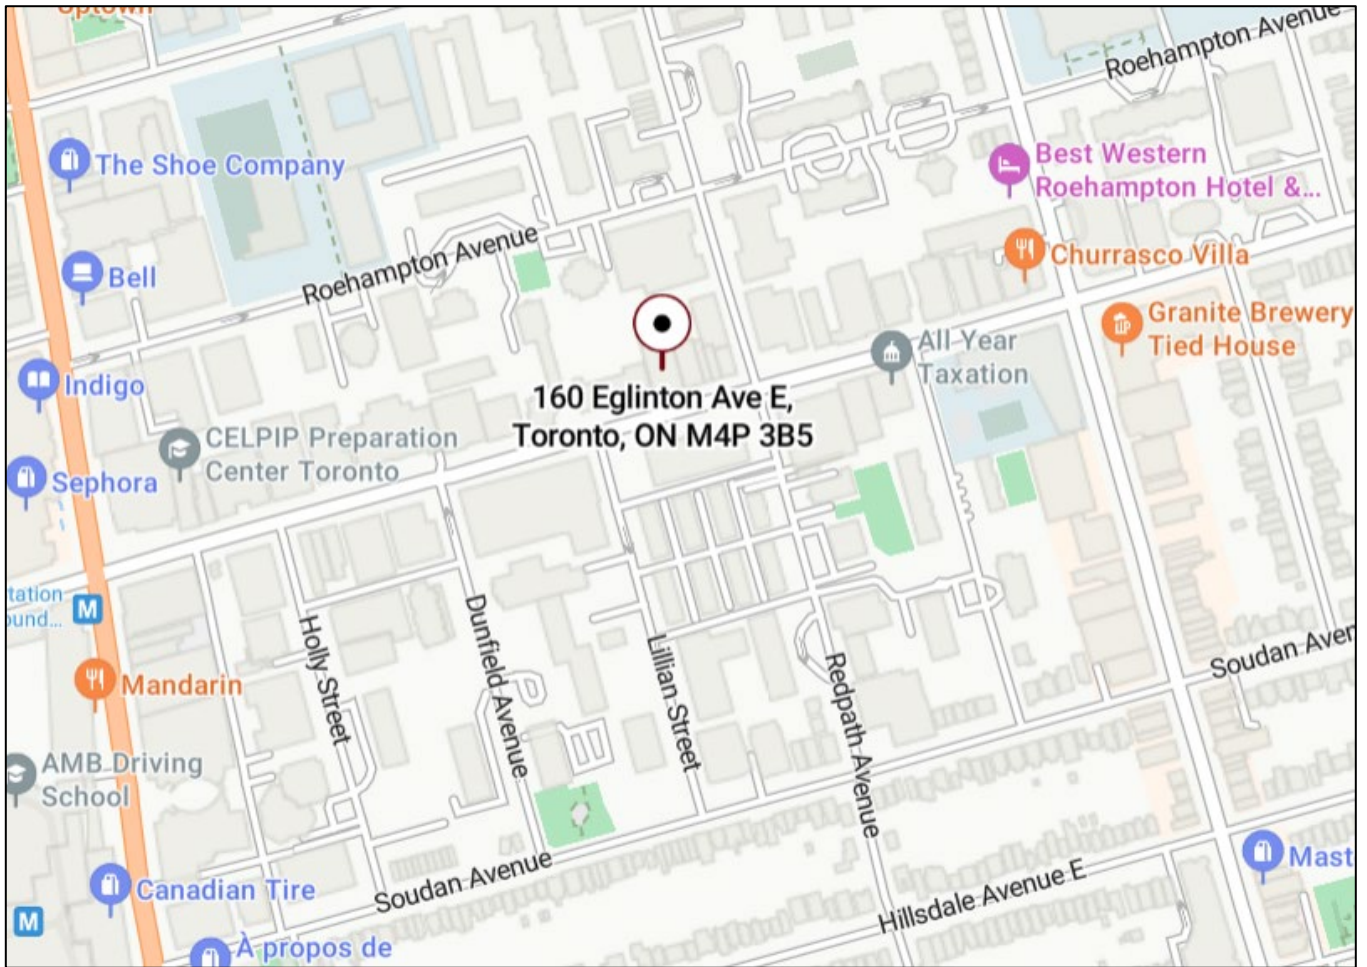 Uptown
Roehampton Avenue
The Shoe Company
Best Western
Roehampton Hotel &...
Roehampton Avenue
Churrasco Villa
Bell
Granite Brewery
Tied House
All Year
Taxation
Indigo
160 Eglinton Ave E,
Toronto, ON M4P 3B5
CELPIP Preparation
Center Toronto
Sephora
tation
ound...
M
Holly Street
Dunfield Avenue
Lillian Street
Redpath Avenue
Soudan Aven
Mandarin
AMB Driving
School
Mast
Soudan Avenue
Canadian Tire
Hillsdale Avenue E
M
À propos de